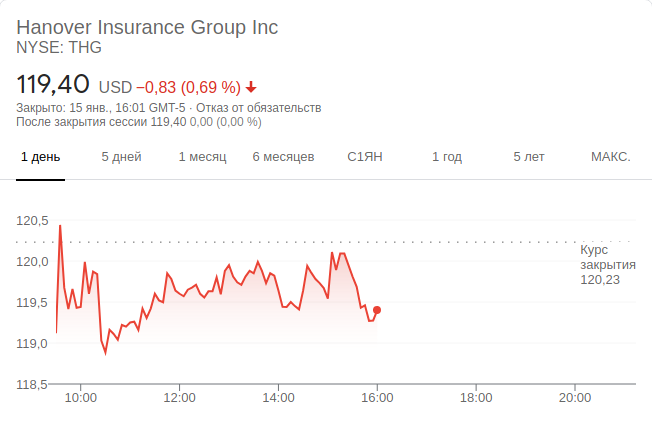 Hanover Insurance Group Inc
NYSE: THG
119,40 USD −0,83 (0,69 %)
Закрыто: 15 янв., 16:01 GMT-5 · Отказ от обязательств
После закрытия сессии 119,40 0,00 (0,00 %)
1 день 5 дней 1 месяц 6 месяцев С1ЯН 1 год 5 лет МАКС.
120,5
Курс
120,0
закрытия
120,23
119,5
119,0
118,5
10:00 12:00 14:00 16:00 18:00 20:00